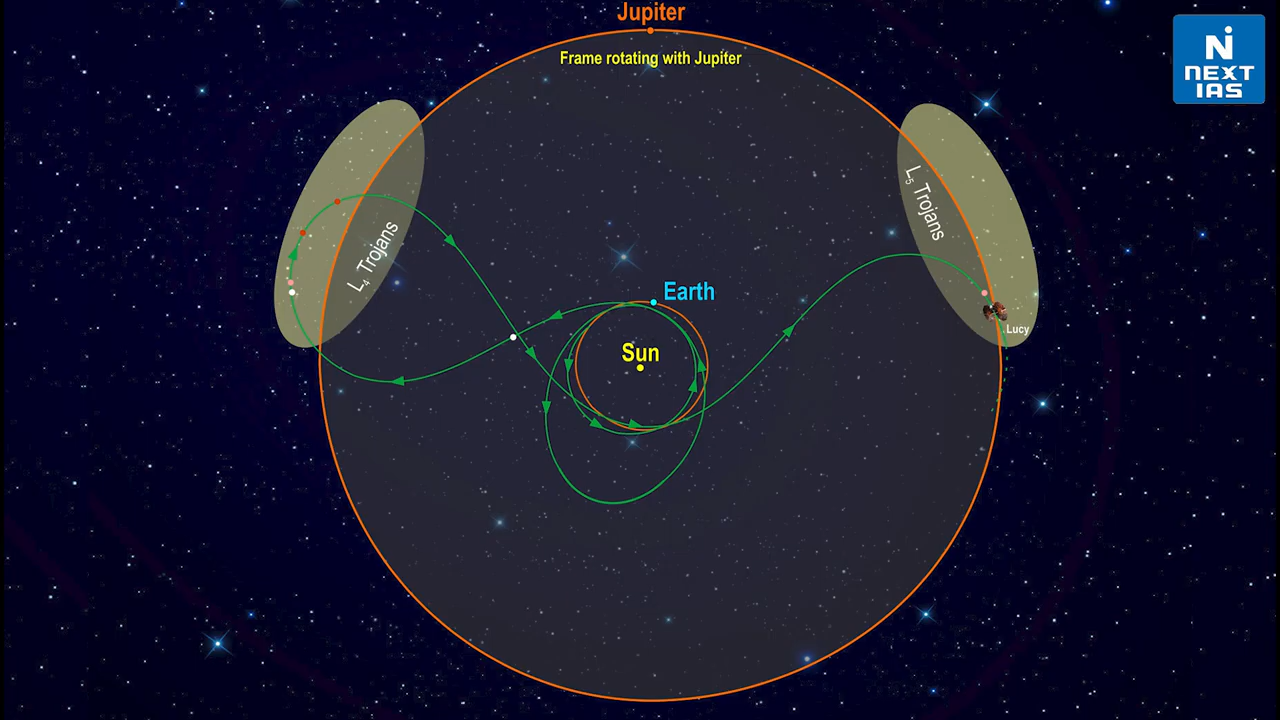 Jupiter
Frame rotating with Jupiter
NEXT
IAS
L4 Trojans
L5 Trojans
Earth
Lucy
Sun